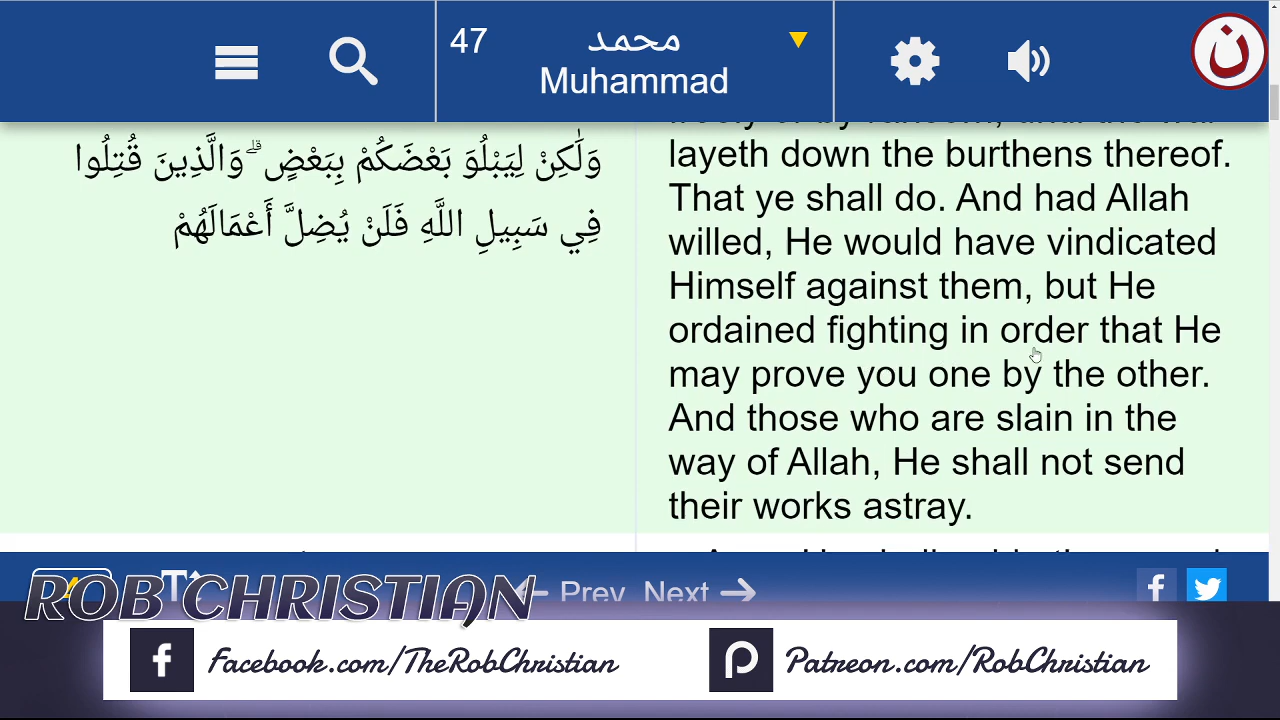 47
محمد
Muhammad
ن
وَلَٰكِنْ لِيَبْلُوَ بَعْضَكُمْ بِبَعْضٍ ۗ وَالَّذِينَ قُتِلُوا
فِي سَبِيلِ اللَّهِ فَلَنْ يُضِلَّ أَعْمَالَهُمْ
layeth down the burthens thereof.
That ye shall do. And had Allah
willed, He would have vindicated
Himself against them, but He
ordained fighting in order that He
may prove you one by the other.
And those who are slain in the
way of Allah, He shall not send
their works astray.
Prev Next
ROB CHRISTIAN
Facebook.com/TheRobChristian
Patreon.com/RobChristian